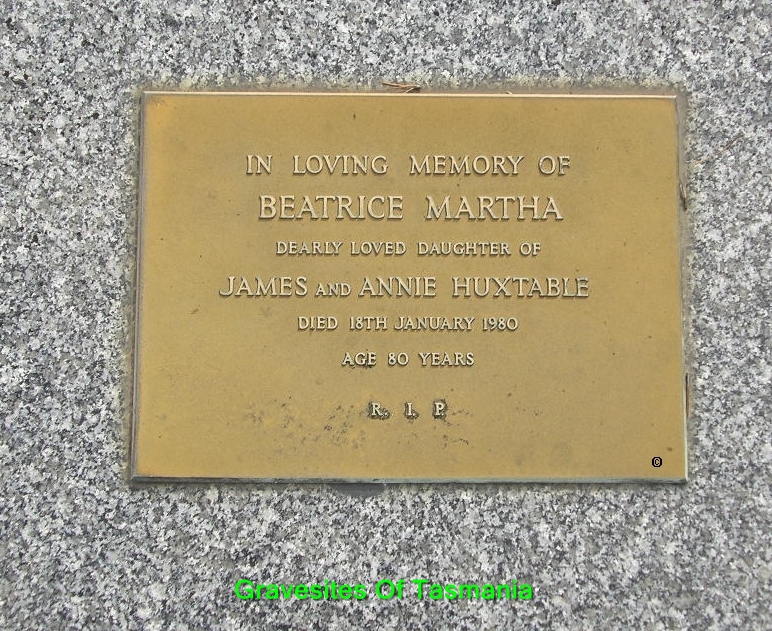 IN LOVING MEMORY OF
BEATRICE MARTHA
DEARLY LOVED DAUGHTER OF
JAMES AND ANNIE HUXTABLE
DIED 18TH JANUARY 1980
AGE 80 YEARS
R. I. P.
©
Gravesites Of Tasmania